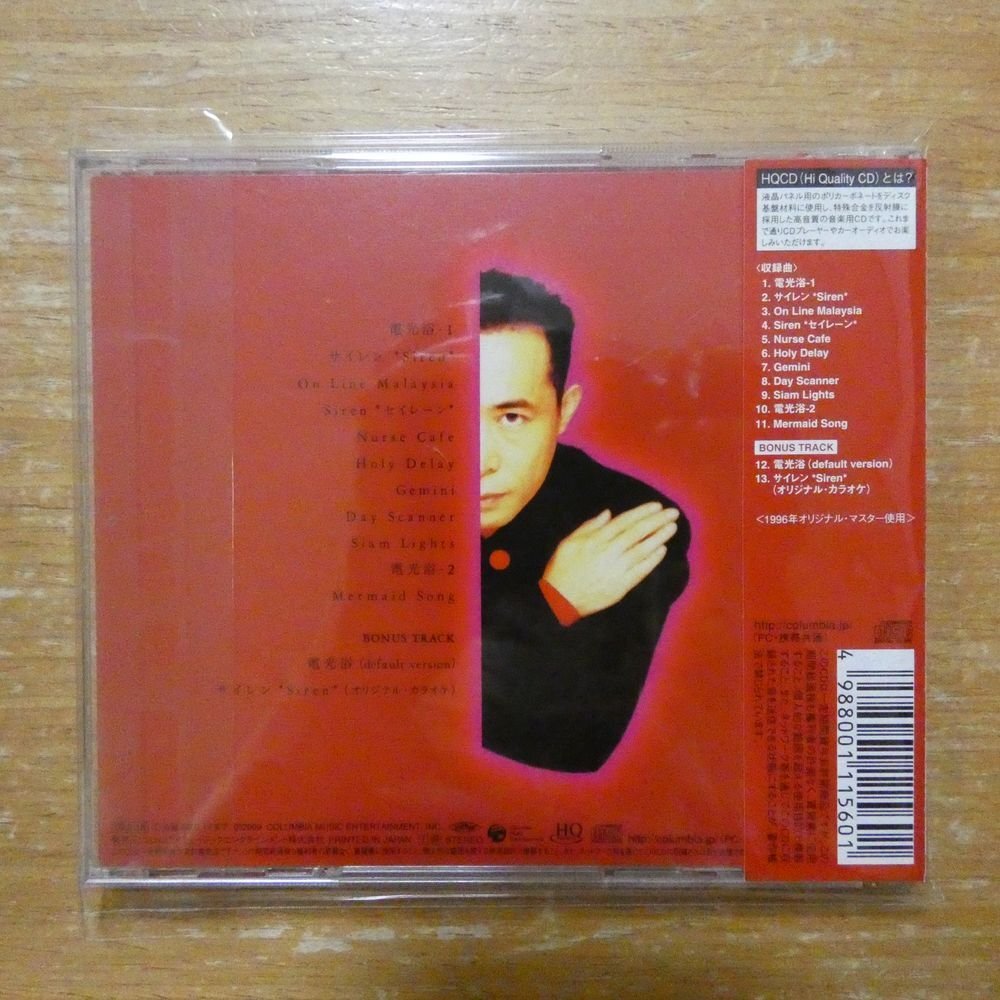 電光浴-1
サイレン *Siren*
On Line Malaysia
Siren *セイレーン*
Nurse Cafe
Holy Delay
Gemini
Day Scanner
Siam Lights
電光浴-2
Mermaid Song
BONUS TRACK
電光浴 (default version)
サイレン *Siren* (オリジナル・カラオケ)
2009 COLUMBIA MUSIC ENTERTAINMENT, INC.
PRINTED IN JAPAN
STEREO
HQ
http://columbia.jp/
HQCD (Hi Quality CD) とは?
液晶パネル用のポリカーボネートをディスク
基盤材料に使用し、特殊合金を反射膜に
採用した高音質の音楽用CDです。これま
で通りCDプレーヤーやカーオーディオでお楽
しみいただけます。
〈収録曲〉
1. 電光浴-1
2. サイレン *Siren*
3. On Line Malaysia
4. Siren *セイレーン*
5. Nurse Cafe
6. Holy Delay
7. Gemini
8. Day Scanner
9. Siam Lights
10. 電光浴-2
11. Mermaid Song
BONUS TRACK
12. 電光浴 (default version)
13. サイレン *Siren*
(オリジナル・カラオケ)
<1996年オリジナル・マスター使用>
http://columbia.jp/
(PC・携帯共通)
4 988001 115601